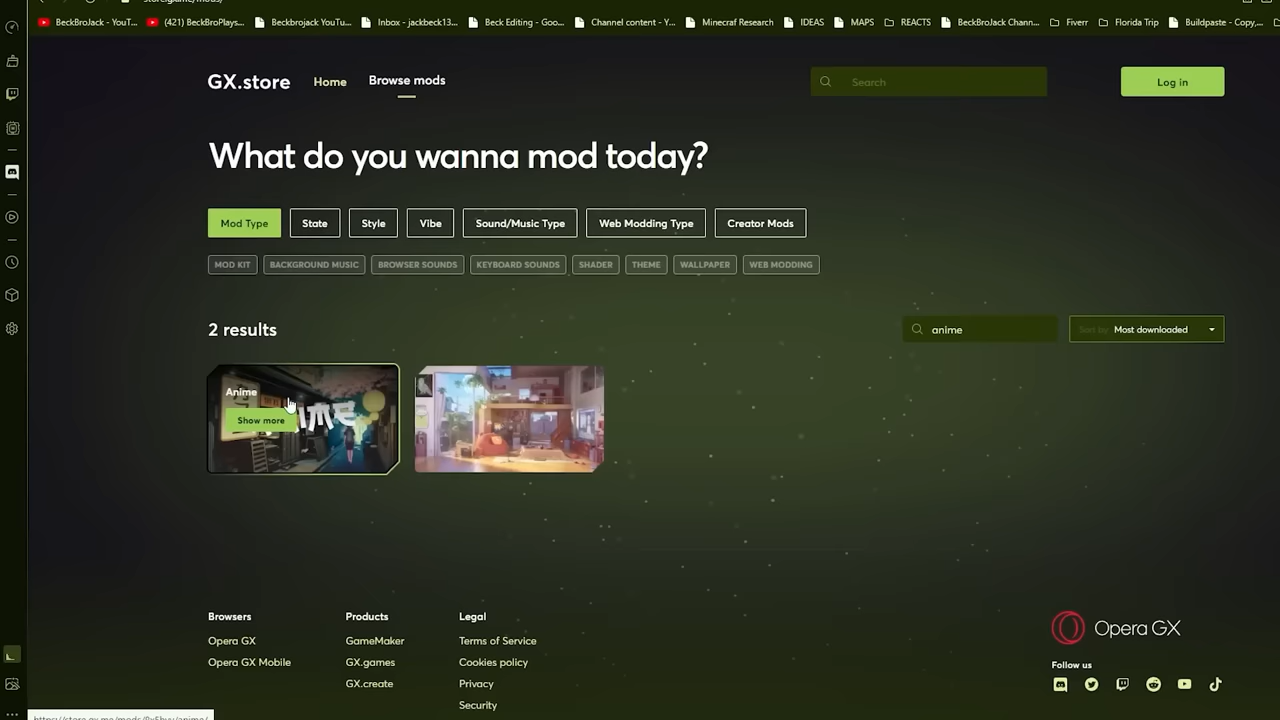 BeckBroJack - YouT...
(421) BeckBroPlays...
Beckbrojack YouTu...
Inbox - jackbeck13...
Beck Editing - Goo...
Channel content - Y...
Minecraf Research
IDEAS
MAPS
REACTS
BeckBroJack Chann...
Fiverr
Florida Trip
Buildpaste - Copy,...
GX.store
Home
Browse mods
Search
Log in
What do you wanna mod today?
Mod Type
State
Style
Vibe
Sound/Music Type
Web Modding Type
Creator Mods
MOD KIT
BACKGROUND MUSIC
BROWSER SOUNDS
KEYBOARD SOUNDS
SHADER
THEME
WALLPAPER
WEB MODDING
2 results
anime
Sort by Most downloaded
Anime
Show more
Browsers
Opera GX
Opera GX Mobile
Products
GameMaker
GX.games
GX.create
Legal
Terms of Service
Cookies policy
Privacy
Security
Opera GX
Follow us